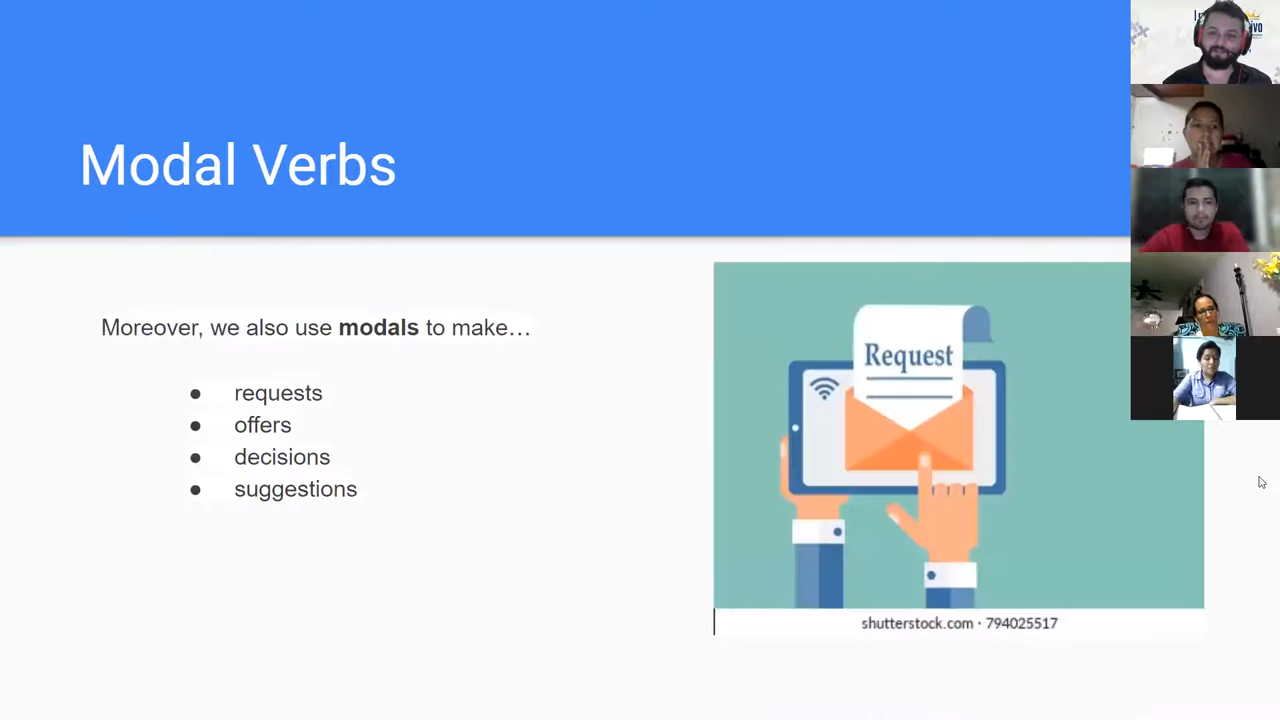 Modal Verbs
Moreover, we also use modals to make…
● requests
● offers
● decisions
● suggestions
Request
shutterstock.com · 794025517